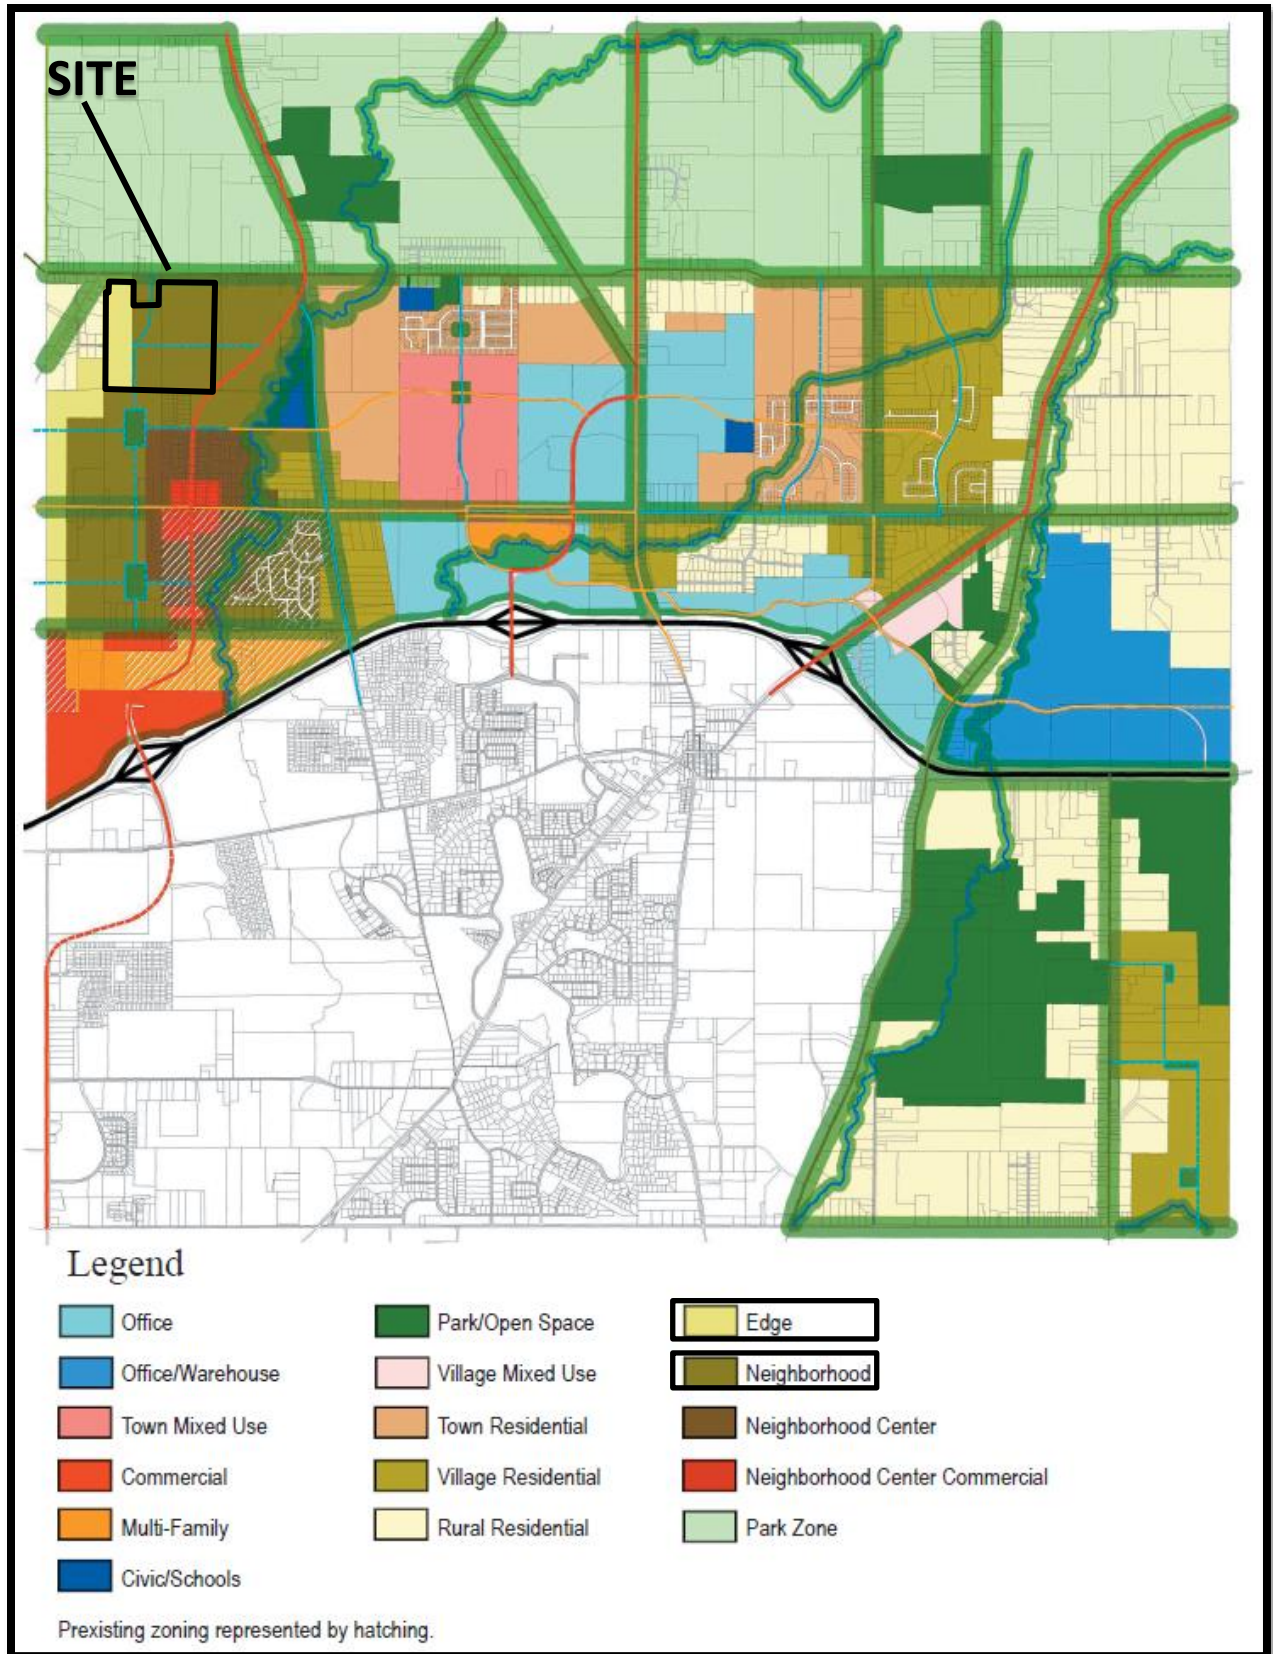 SITE
Legend
Office
Park/Open Space
Edge
Office/Warehouse
Village Mixed Use
Neighborhood
Town Mixed Use
Town Residential
Neighborhood Center
Commercial
Village Residential
Neighborhood Center Commercial
Multi-Family
Rural Residential
Park Zone
Civic/Schools
Prexisting zoning represented by hatching.